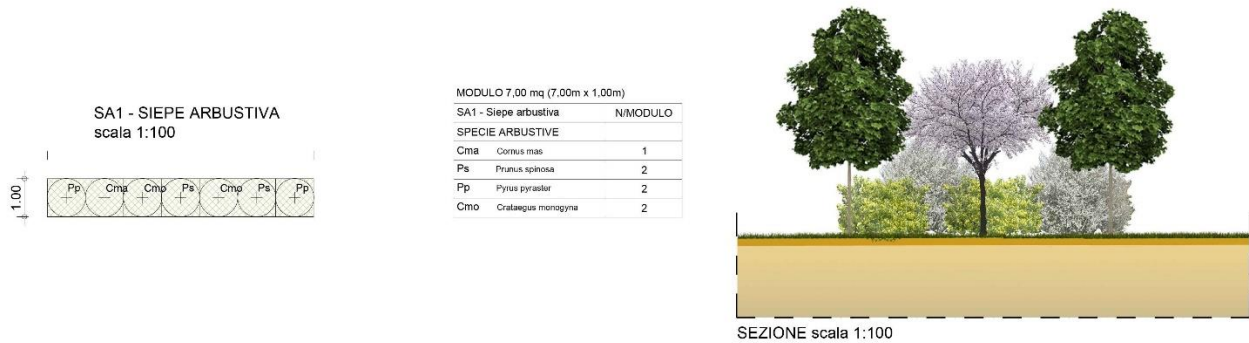 SA1 - SIEPE ARBUSTIVA
scala 1:100
1.00
Pp Cma Cmo Ps Cmo Ps Pp
MODULO 7,00 mq (7,00m x 1,00m)
SA1 - Siepe arbustiva N/MODULO
SPECIE ARBUSTIVE
Cma Cornus mas 1
Ps Prunus spinosa 2
Pp Pyrus pyraster 2
Cmo Crataegus monogyna 2
SEZIONE scala 1:100